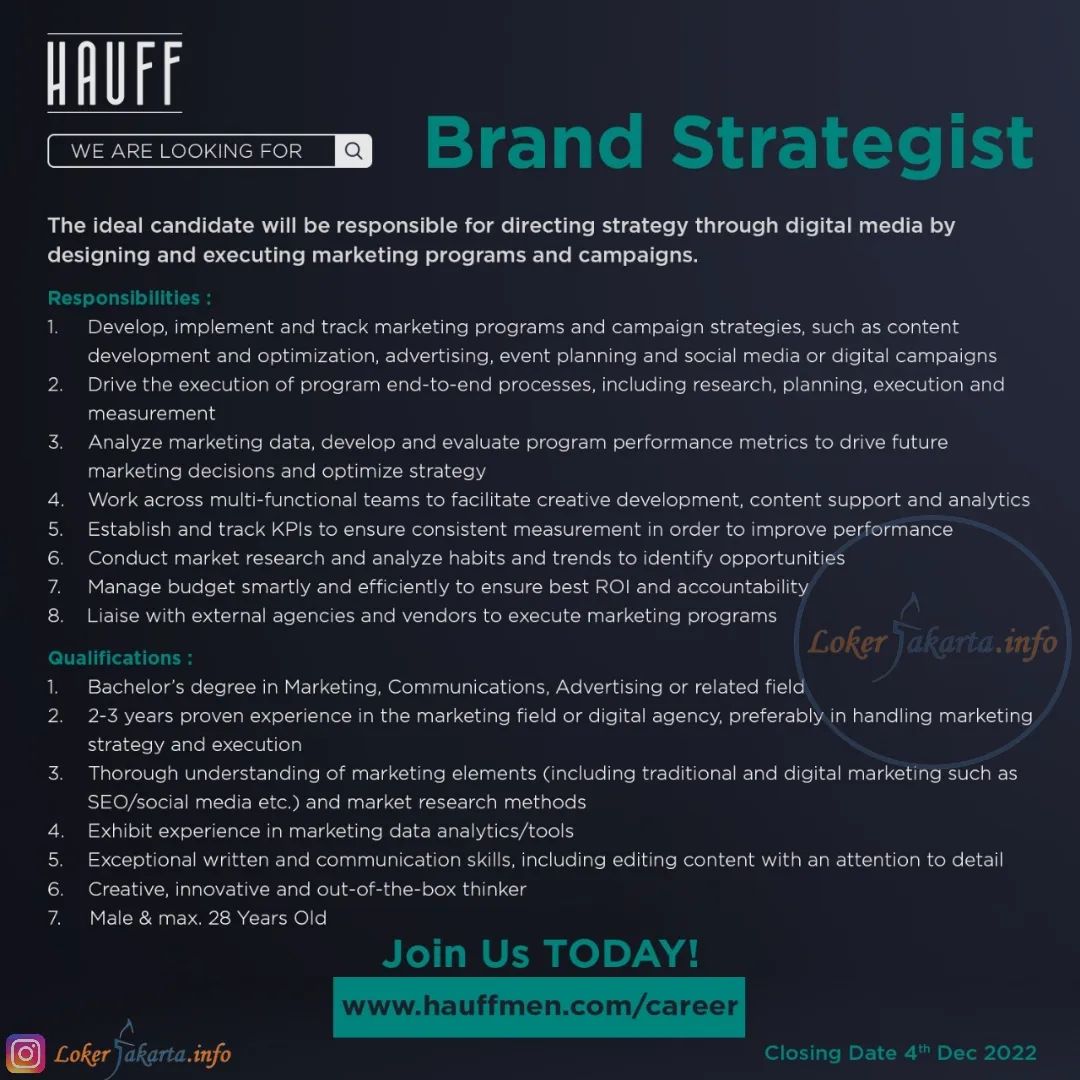 HAUFF
WE ARE LOOKING FOR
Brand Strategist
The ideal candidate will be responsible for directing strategy through digital media by
designing and executing marketing programs and campaigns.
Responsibilities :
1. Develop, implement and track marketing programs and campaign strategies, such as content
development and optimization, advertising, event planning and social media or digital campaigns
2. Drive the execution of program end-to-end processes, including research, planning, execution and
measurement
3. Analyze marketing data, develop and evaluate program performance metrics to drive future
marketing decisions and optimize strategy
4. Work across multi-functional teams to facilitate creative development, content support and analytics
5. Establish and track KPIs to ensure consistent measurement in order to improve performance
6. Conduct market research and analyze habits and trends to identify opportunities
7. Manage budget smartly and efficiently to ensure best ROI and accountability
8. Liaise with external agencies and vendors to execute marketing programs
Loker Jakarta.info
Qualifications :
1. Bachelor's degree in Marketing, Communications, Advertising or related field
2. 2-3 years proven experience in the marketing field or digital agency, preferably in handling marketing
strategy and execution
3. Thorough understanding of marketing elements (including traditional and digital marketing such as
SEO/social media etc.) and market research methods
4. Exhibit experience in marketing data analytics/tools
5. Exceptional written and communication skills, including editing content with an attention to detail
6. Creative, innovative and out-of-the-box thinker
7. Male & max. 28 Years Old
Join Us TODAY!
www.hauffmen.com/career
Loker Jakarta.info
Closing Date 4th Dec 2022